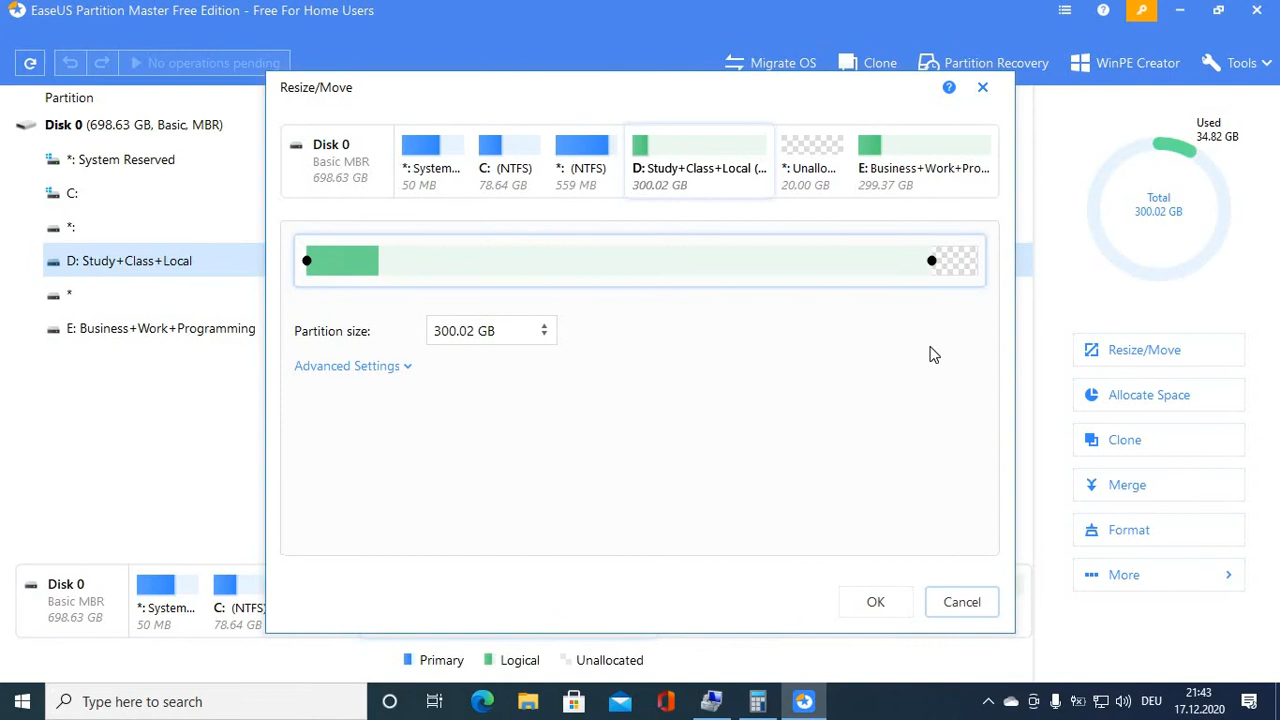 EaseUS Partition Master Free Edition - Free For Home Users
No operations pending
Migrate OS
Clone
Partition Recovery
WinPE Creator
Tools
Partition
Disk 0 (698.63 GB, Basic, MBR)
*: System Reserved
C:
*:
D: Study+Class+Local
*
E: Business+Work+Programming
Resize/Move
Disk 0
Basic MBR
698.63 GB
*: System...
50 MB
C: (NTFS)
78.64 GB
*: (NTFS)
559 MB
D: Study+Class+Local (...
300.02 GB
*: Unallo...
20.00 GB
E: Business+Work+Pro...
299.37 GB
Partition size:
300.02 GB
Advanced Settings
OK
Cancel
Used
34.82 GB
Total
300.02 GB
Resize/Move
Allocate Space
Clone
Merge
Format
More
Disk 0
Basic MBR
698.63 GB
*: System...
50 MB
C: (NTFS)
78.64 GB
Primary
Logical
Unallocated
Type here to search
DEU
21:43
17.12.2020